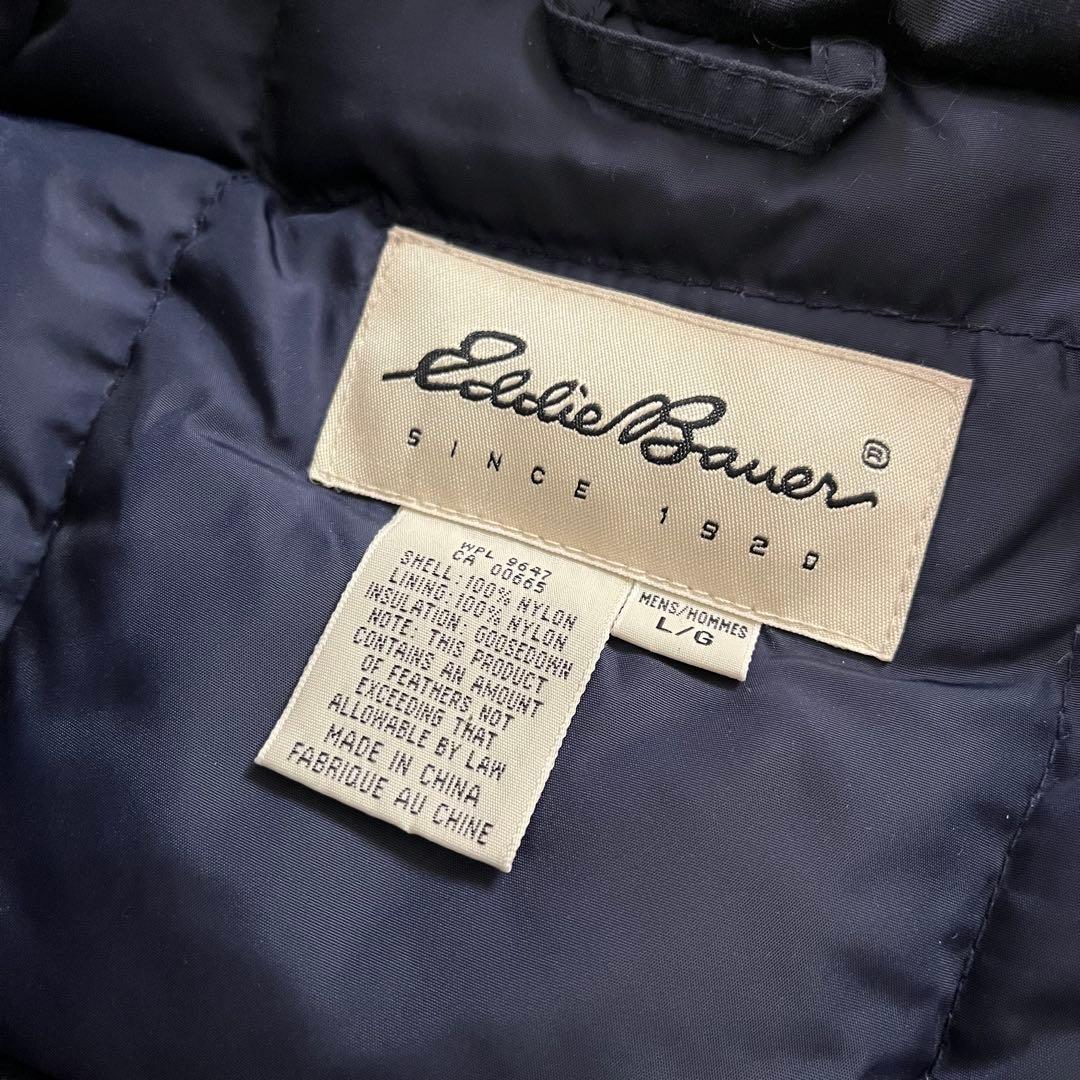 Eddie Bauer®
SINCE 1920
WPL 9647
CA 00665
SHELL:100% NYLON
LINING:100% NYLON
INSULATION: GOOSEDOWN
NOTE: THIS PRODUCT
CONTAINS AN AMOUNT
OF FEATHERS NOT
EXCEEDING THAT
ALLOWABLE BY LAW
MADE IN CHINA
FABRIQUE AU CHINE
MENS/HOMMES
L/G